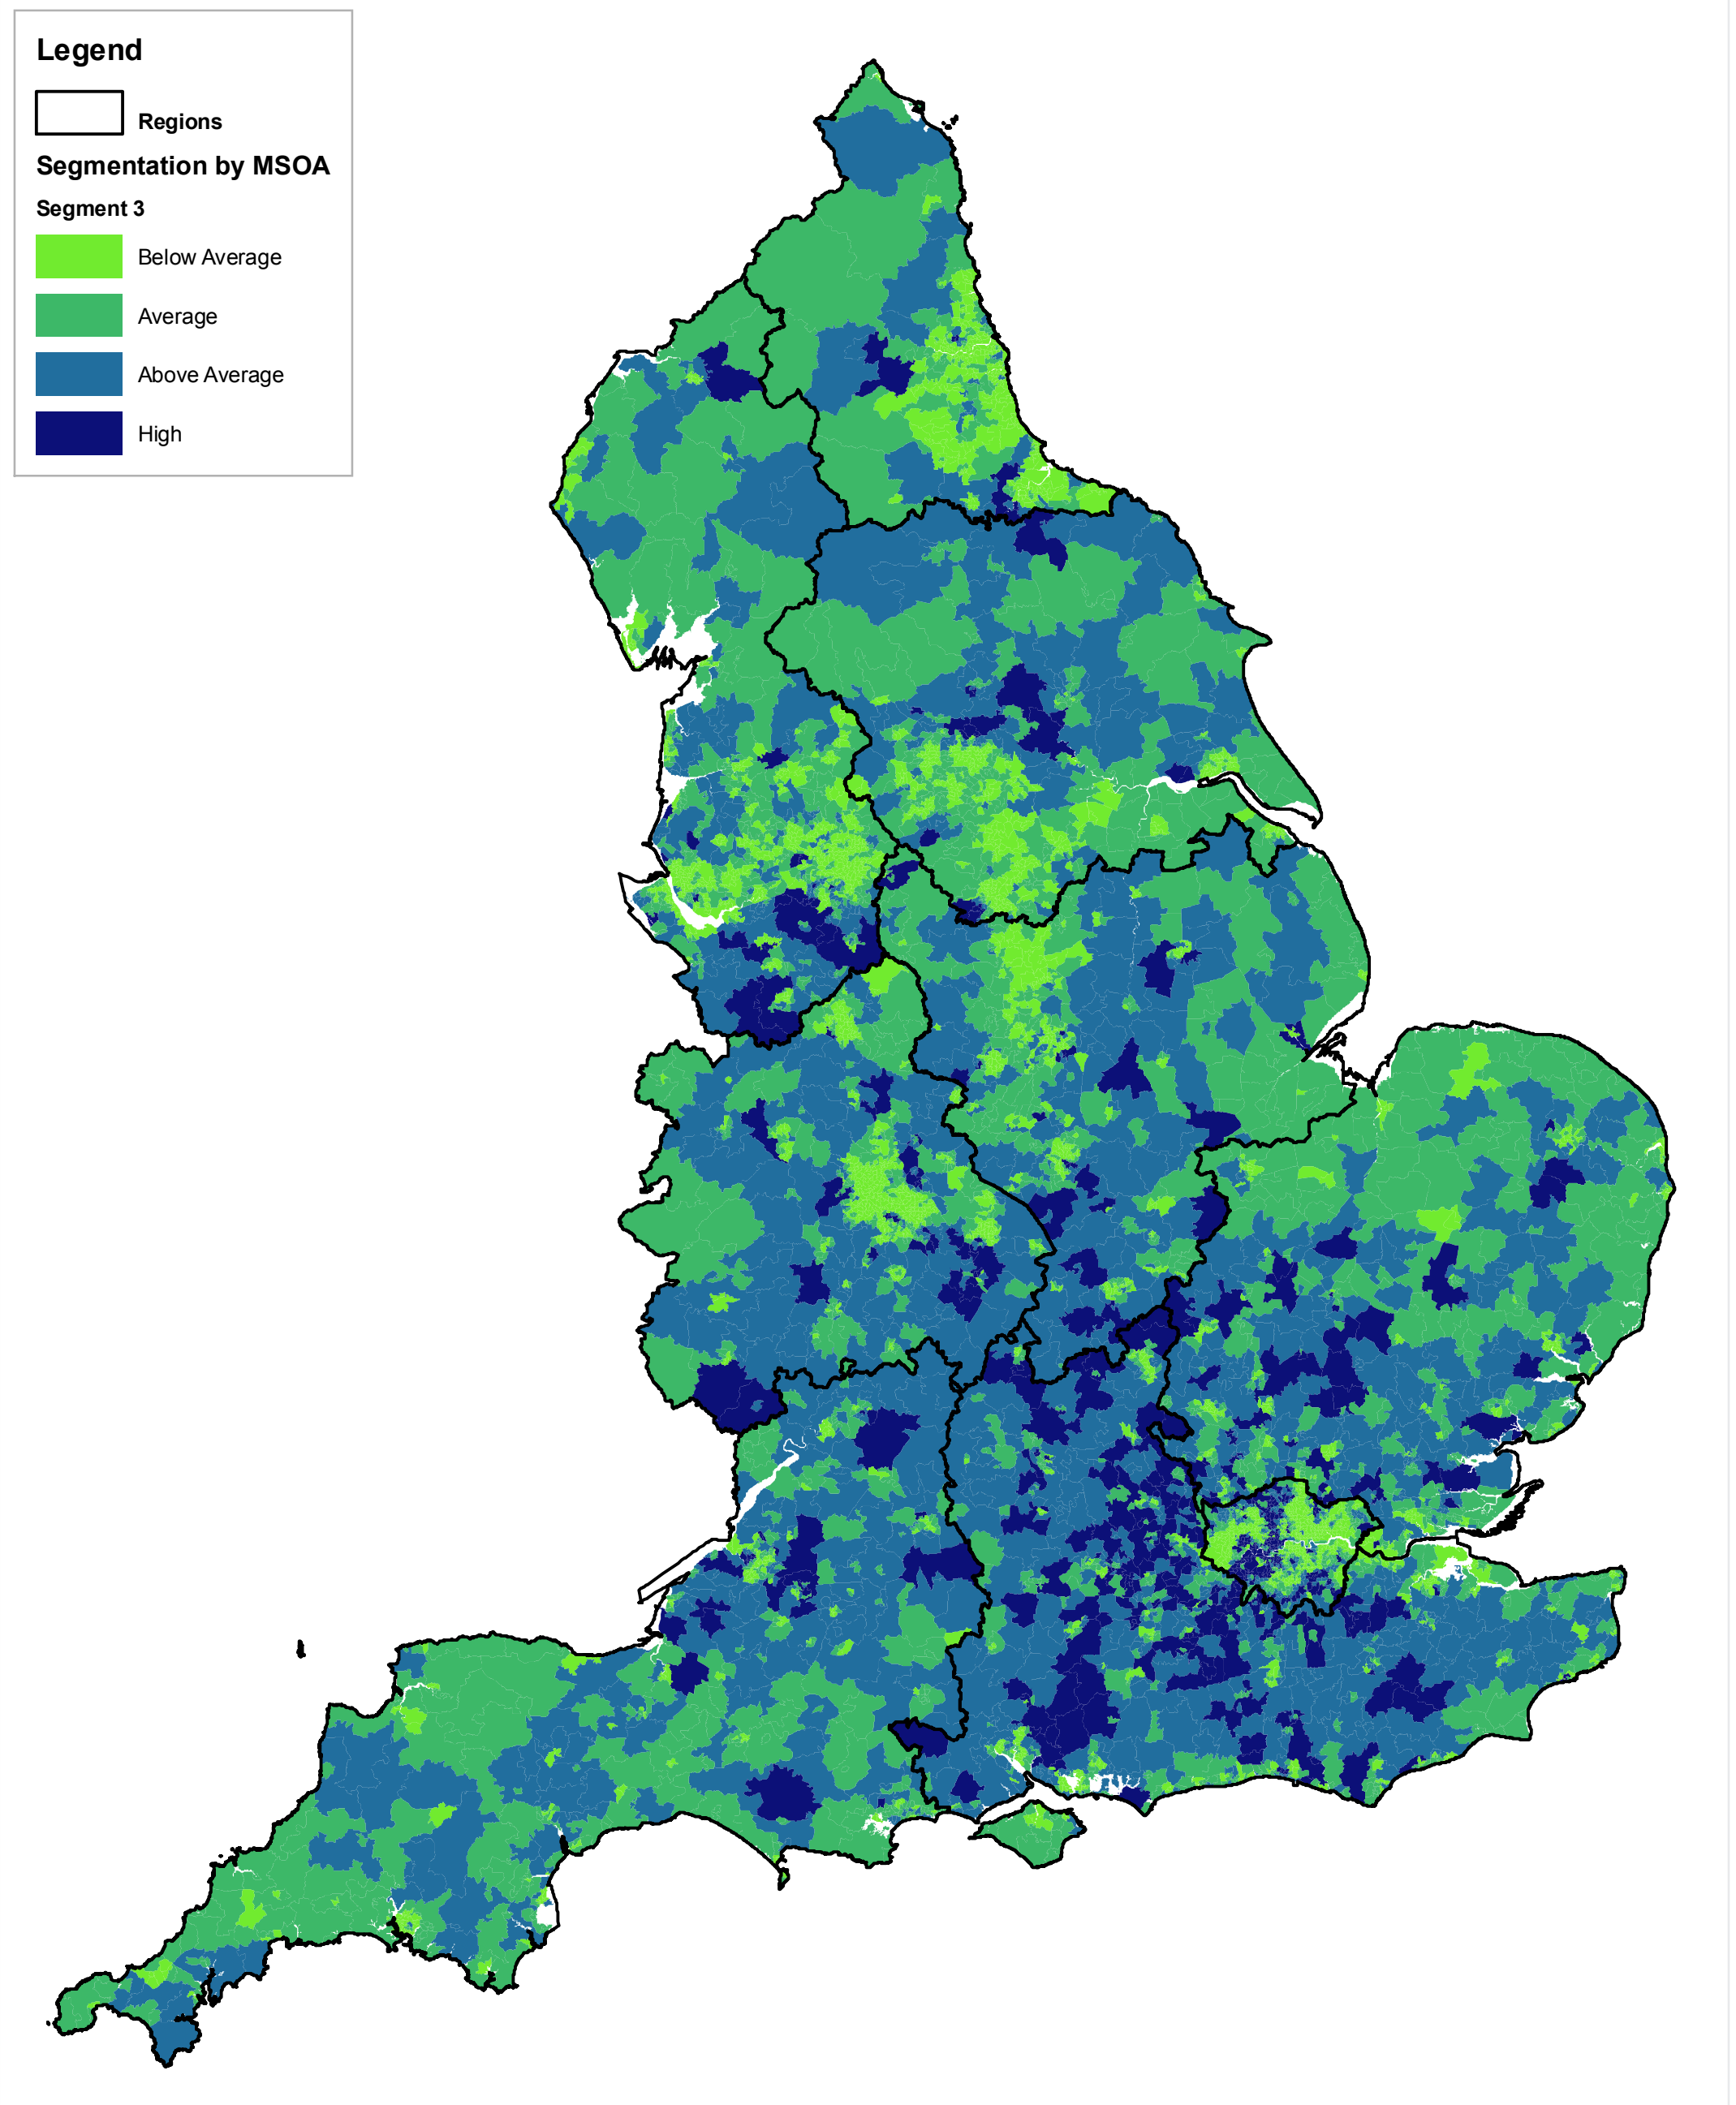 Legend
Regions
Segmentation by MSOA
Segment 3
Below Average
Average
Above Average
High